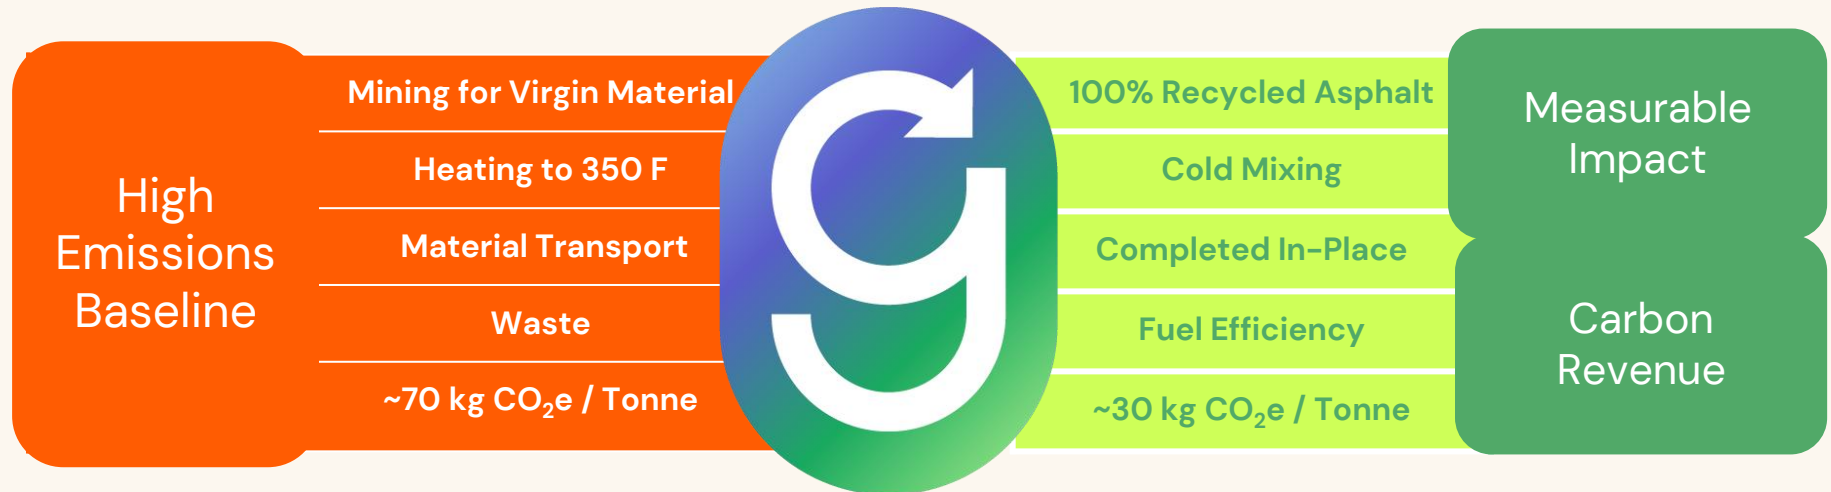 High
Emissions
Baseline
Mining for Virgin Material
Heating to 350 F
Material Transport
Waste
~70 kg CO₂e / Tonne
g
100% Recycled Asphalt
Cold Mixing
Completed In-Place
Fuel Efficiency
~30 kg CO₂e / Tonne
Measurable
Impact
Carbon
Revenue